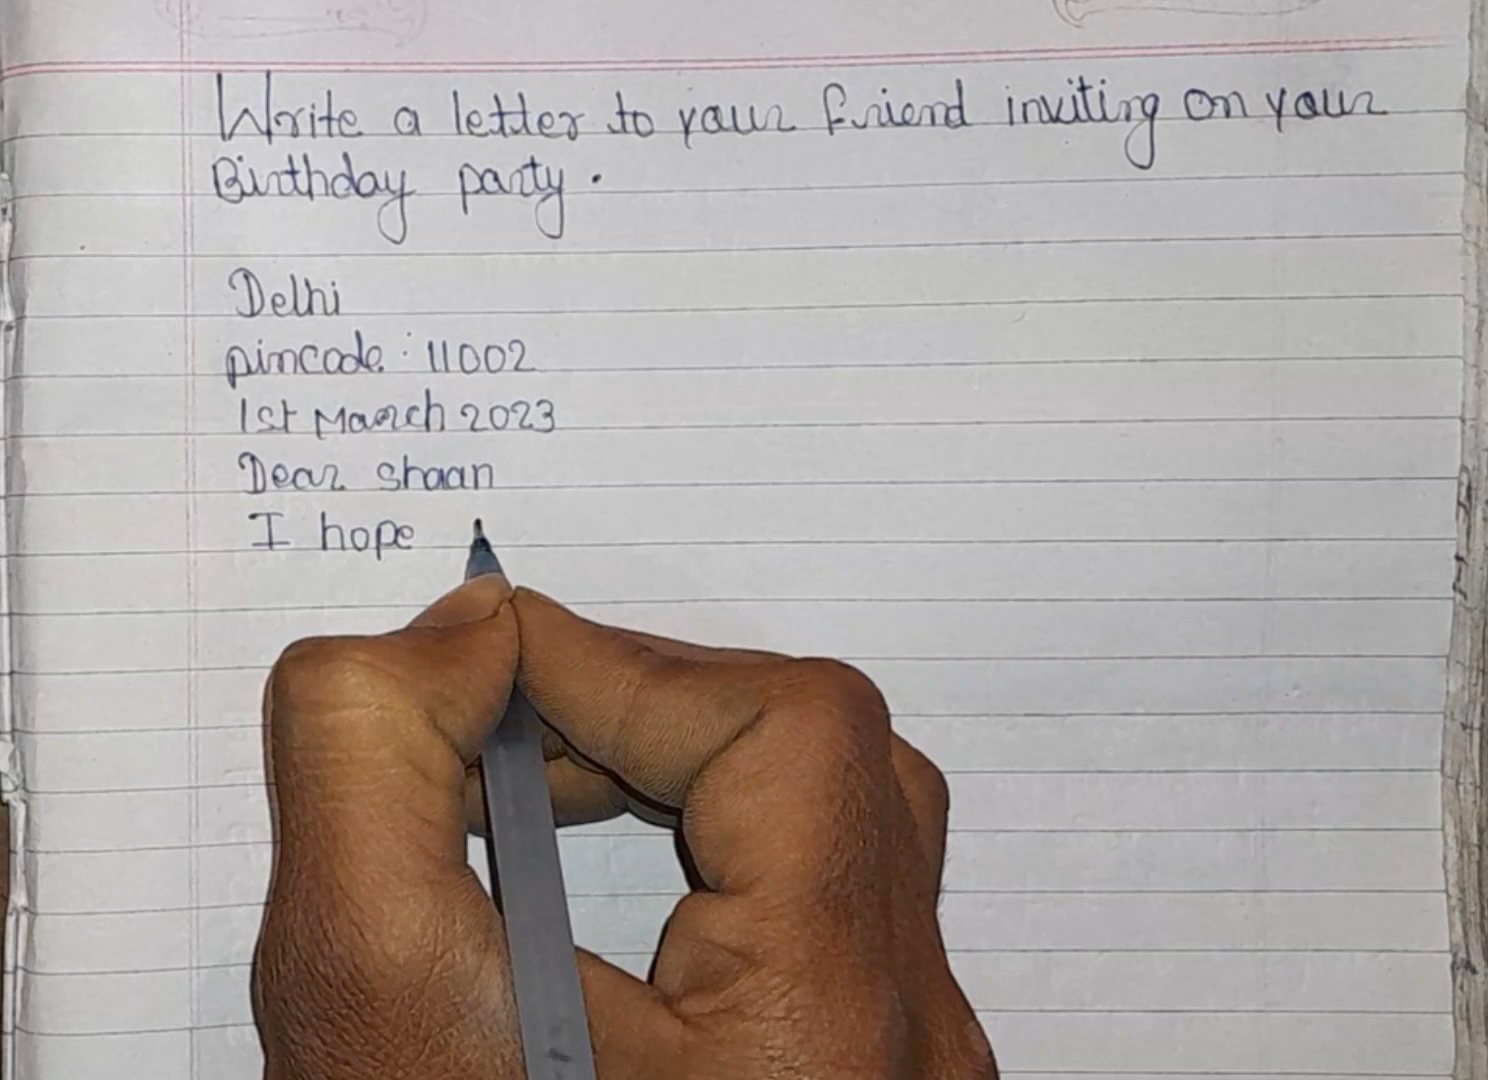 Write a letter to your friend inviting on your
Birthday party.
Delhi
pincode: 11002
1st March 2023
Dear shaan
I hope